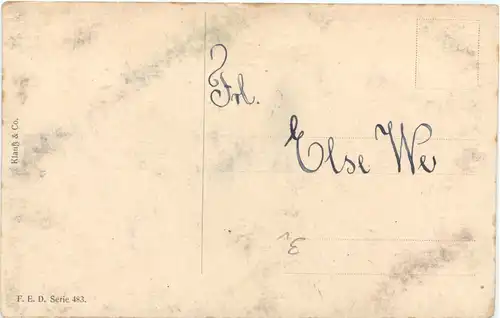 Klauß & Co.
Frl.
Else We
F. E. D. Serie 483.